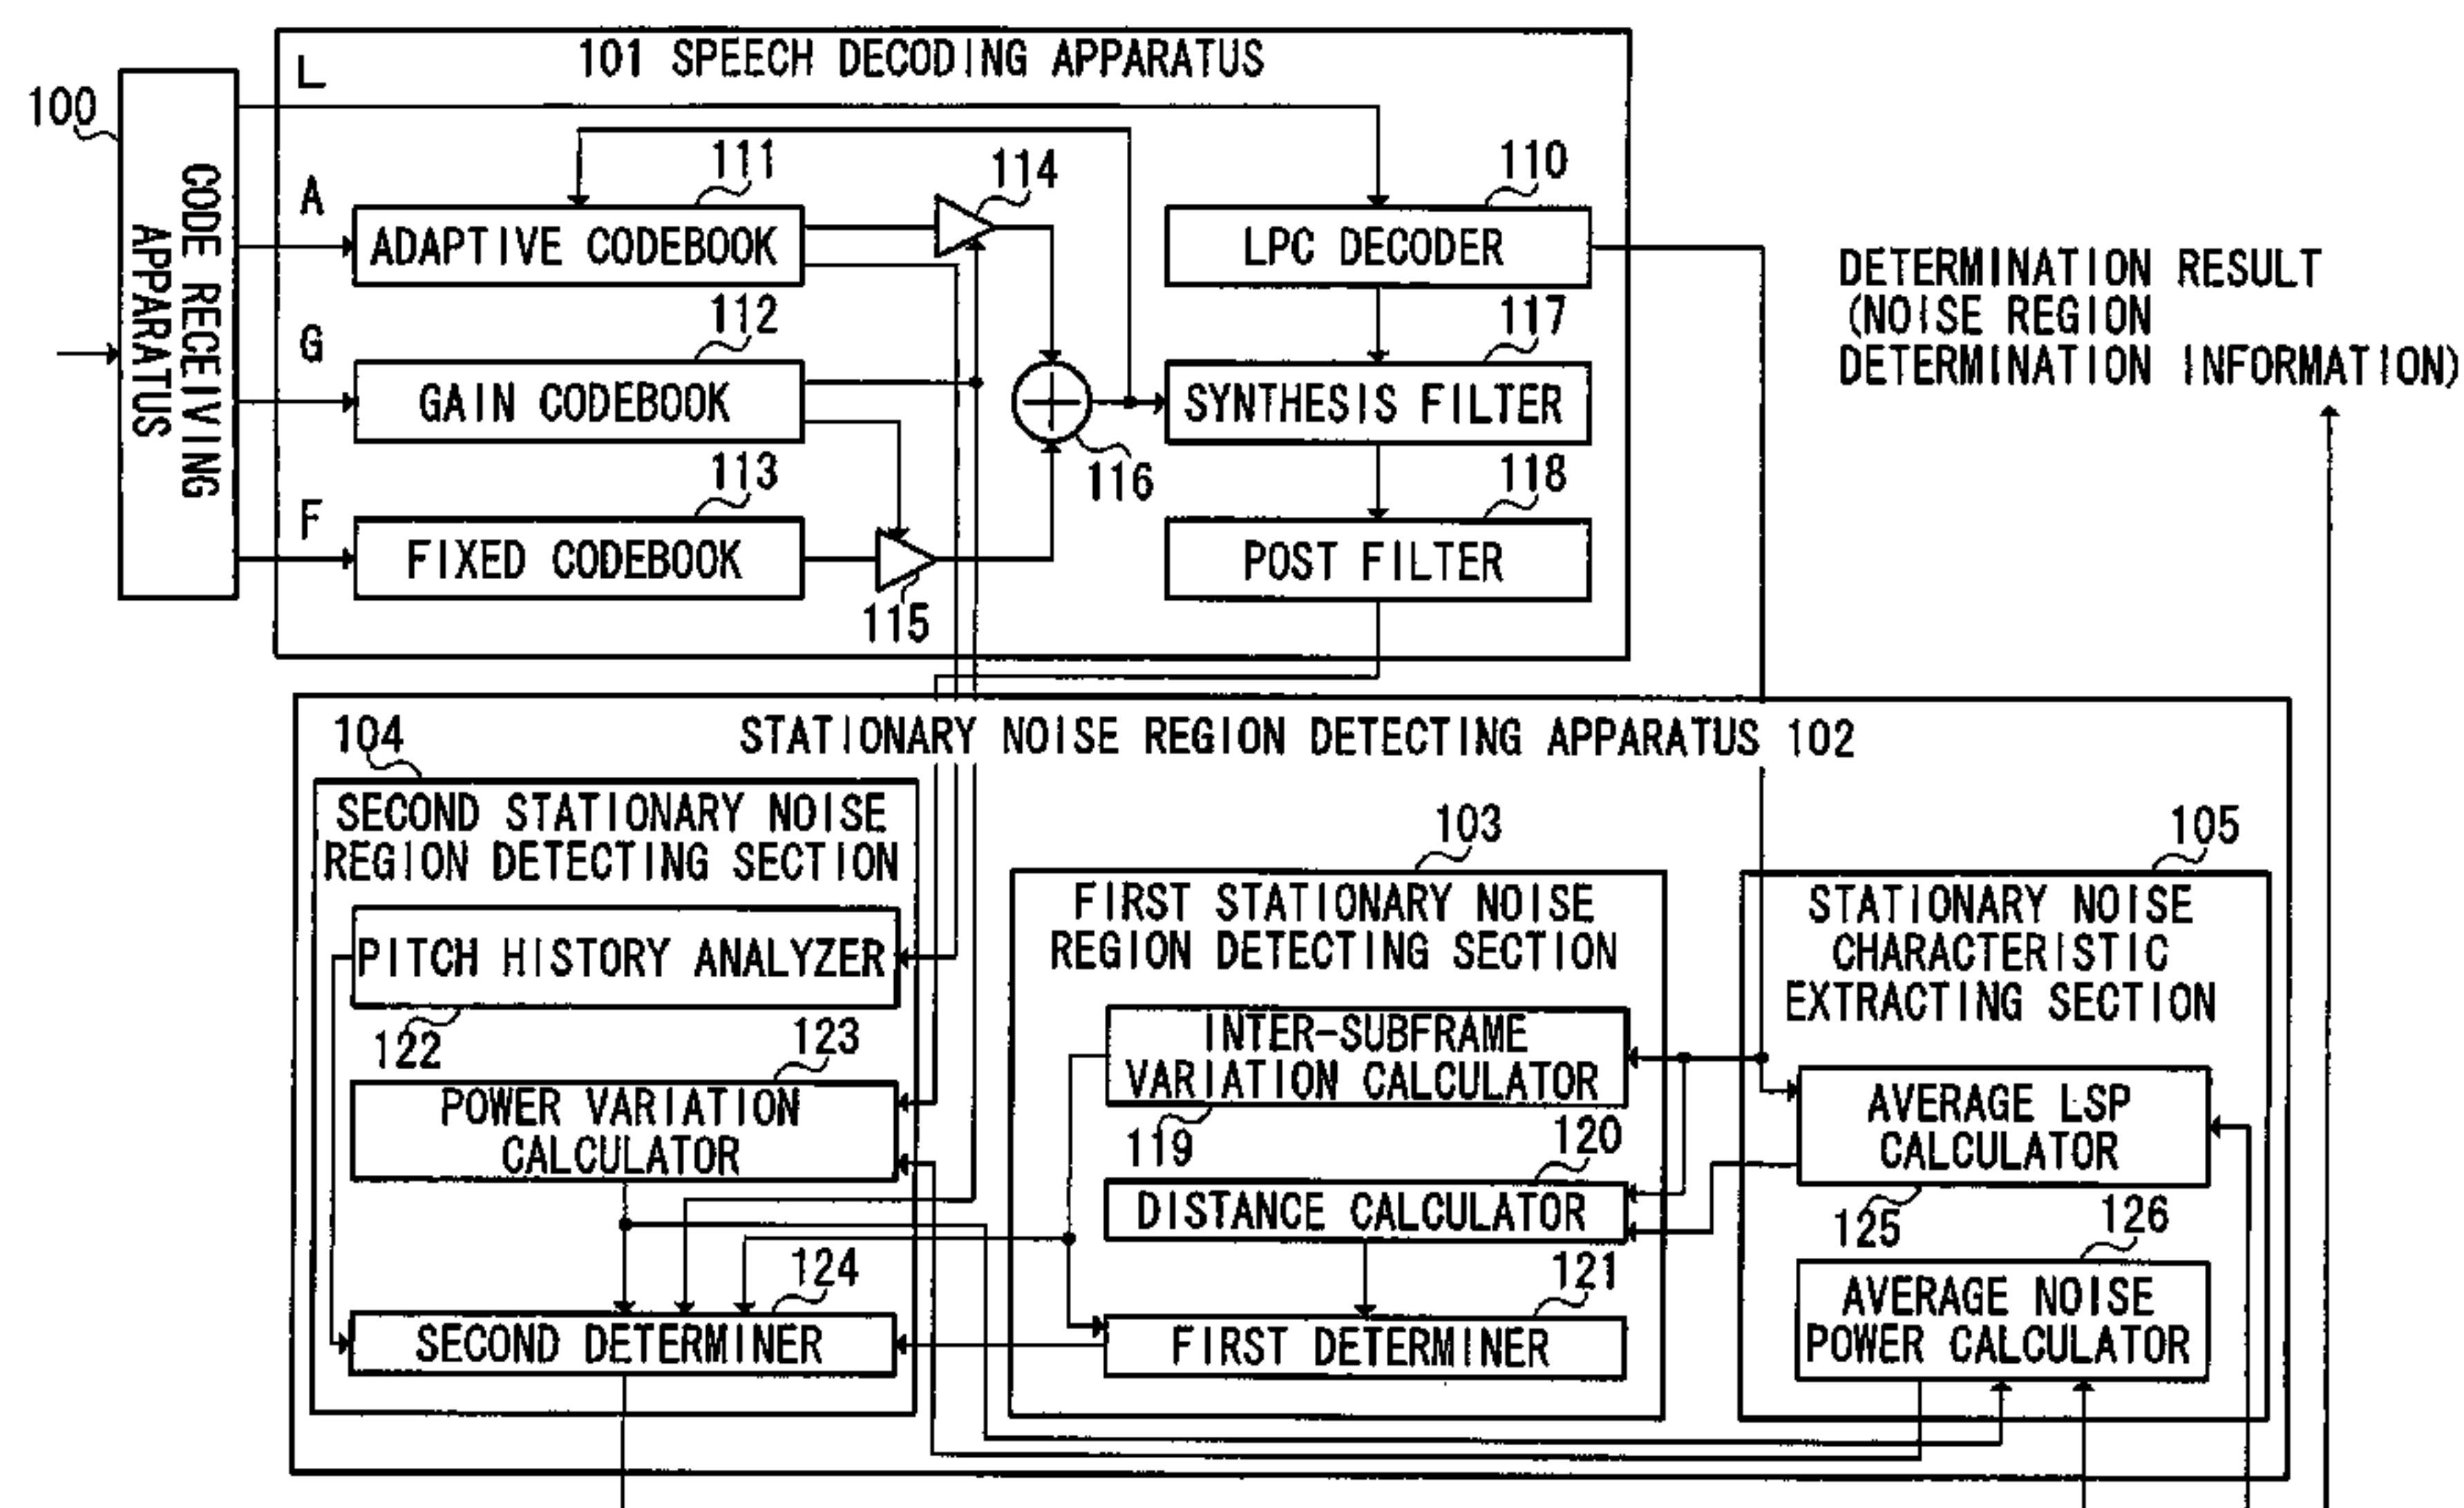 101 SPEECH DECODING APPARATUS
L
100
CODE RECEIVING
APPARATUS
A
111
114
110
ADAPTIVE CODEBOOK
LPC DECODER
DETERMINATION RESULT
(NOISE REGION
DETERMINATION INFORMATION)
G
112
117
GAIN CODEBOOK
SYNTHESIS FILTER
116
F
113
118
FIXED CODEBOOK
POST FILTER
115
STATIONARY NOISE REGION DETECTING APPARATUS 102
104
SECOND STATIONARY NOISE
REGION DETECTING SECTION
PITCH HISTORY ANALYZER
122
123
POWER VARIATION
CALCULATOR
124
SECOND DETERMINER
103
FIRST STATIONARY NOISE
REGION DETECTING SECTION
INTER-SUBFRAME
VARIATION CALCULATOR
119
120
DISTANCE CALCULATOR
121
FIRST DETERMINER
105
STATIONARY NOISE
CHARACTERISTIC
EXTRACTING SECTION
AVERAGE LSP
CALCULATOR
125
126
AVERAGE NOISE
POWER CALCULATOR